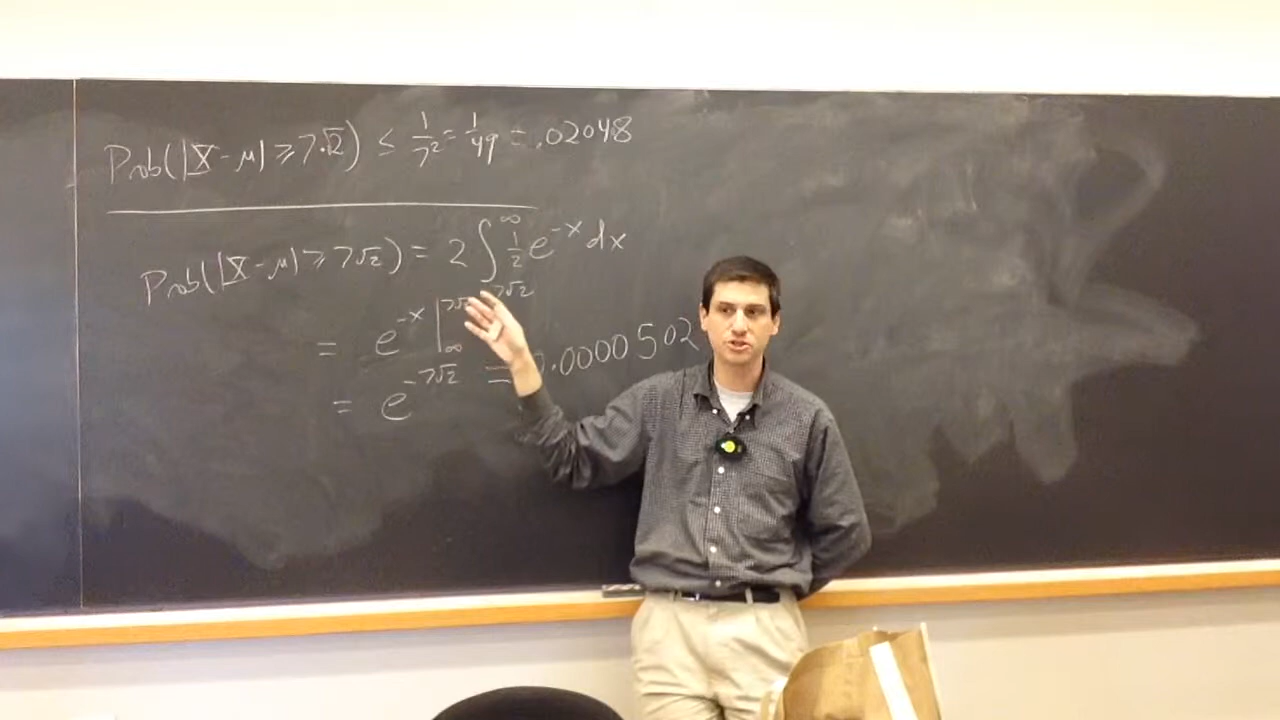 Prob(|X-μ| ≥ 7·√2) ≤ 1/7² = 1/49 = .02048
Prob(|X-μ| ≥ 7√2) = 2 ∫_{7√2}^∞ 1/2 e^{-x} dx
= e^{-x} |_∞^{7√2}
= e^{-7√2} = 0.0000502